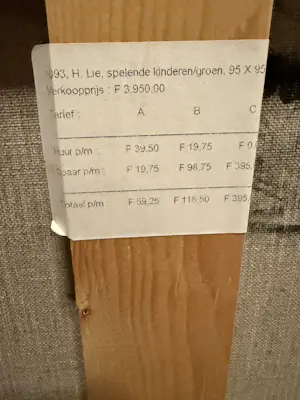 093, H. Lie, spelende kinderen/groen, 95 X 95
Verkoopprijs : F 3.950,00
Tarief : A B C
Huur p/m : F 39,50 F 19,75 F 0
Spaar p/m : F 19,75 F 98,75 F 395,
Totaal p/m : F 59,25 F 118,50 F 395,